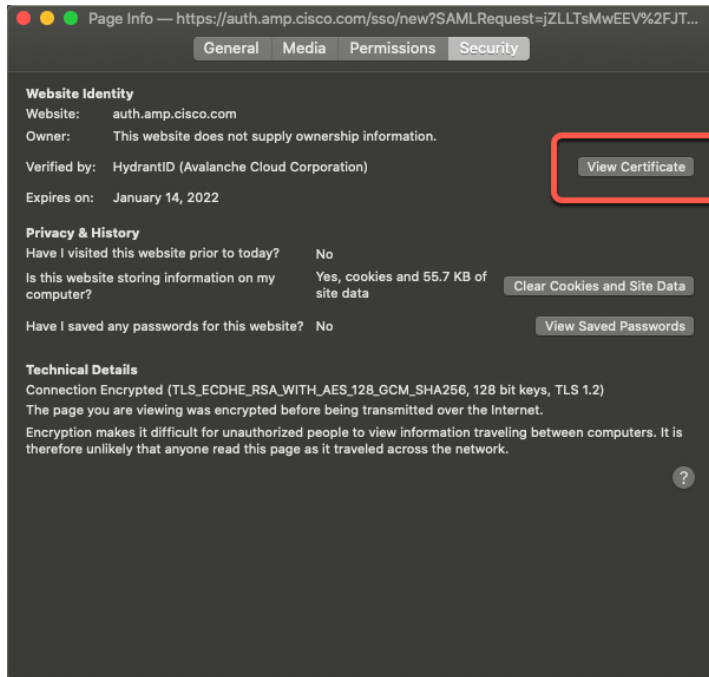 Page Info — https://auth.amp.cisco.com/sso/new?SAMLRequest=jZLLTsMwEEV%2FJT...
General Media Permissions Security
Website Identity
Website: auth.amp.cisco.com
Owner: This website does not supply ownership information.
Verified by: HydrantID (Avalanche Cloud Corporation) View Certificate
Expires on: January 14, 2022
Privacy & History
Have I visited this website prior to today? No
Is this website storing information on my Yes, cookies and 55.7 KB of Clear Cookies and Site Data
computer? site data
Have I saved any passwords for this website? No View Saved Passwords
Technical Details
Connection Encrypted (TLS_ECDHE_RSA_WITH_AES_128_GCM_SHA256, 128 bit keys, TLS 1.2)
The page you are viewing was encrypted before being transmitted over the Internet.
Encryption makes it difficult for unauthorized people to view information traveling between computers. It is
therefore unlikely that anyone read this page as it traveled across the network.
?